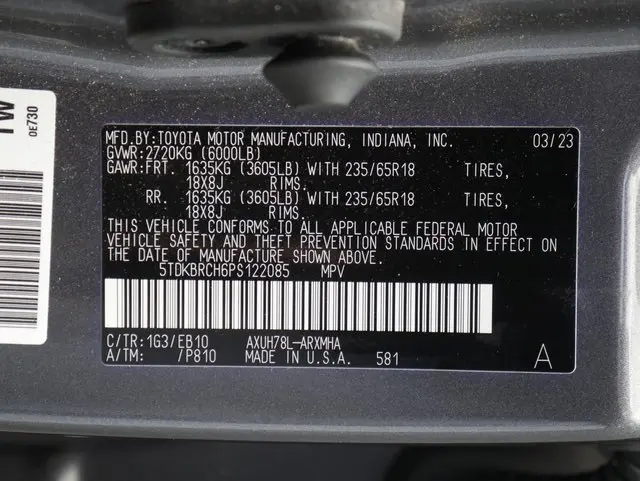 TW
0E730
MFD.BY:TOYOTA MOTOR MANUFACTURING, INDIANA, INC. 03/23
GVWR:2720KG (6000LB)
GAWR:FRT. 1635KG (3605LB) WITH 235/65R18 TIRES,
18X8J RIMS.
RR. 1635KG (3605LB) WITH 235/65R18 TIRES,
18X8J RIMS.
THIS VEHICLE CONFORMS TO ALL APPLICABLE FEDERAL MOTOR
VEHICLE SAFETY AND THEFT PREVENTION STANDARDS IN EFFECT ON
THE DATE OF MANUFACTURE SHOWN ABOVE.
5TDKBRCH6PS122085 MPV
C/TR:1G3/EB10 AXUH78L-ARXMHA
A/TM: /P810 MADE IN U.S.A. 581 A